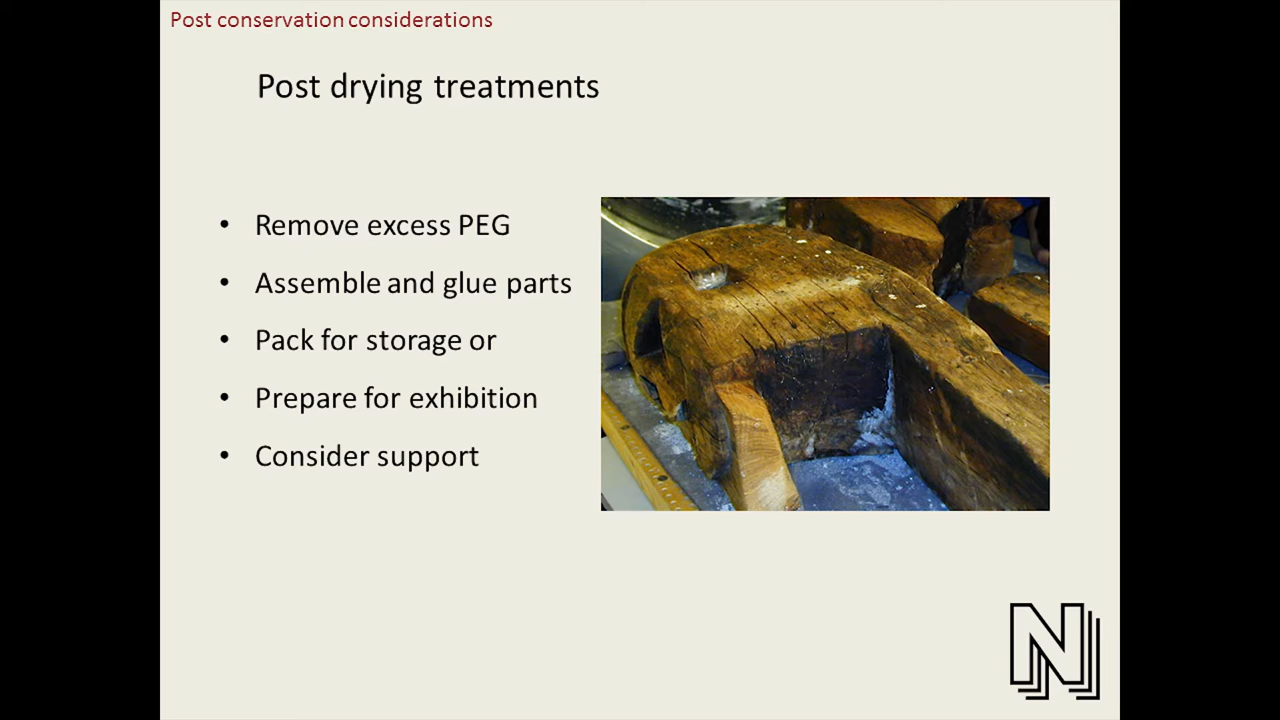 Post conservation considerations
Post drying treatments
• Remove excess PEG
• Assemble and glue parts
• Pack for storage or
• Prepare for exhibition
• Consider support
N